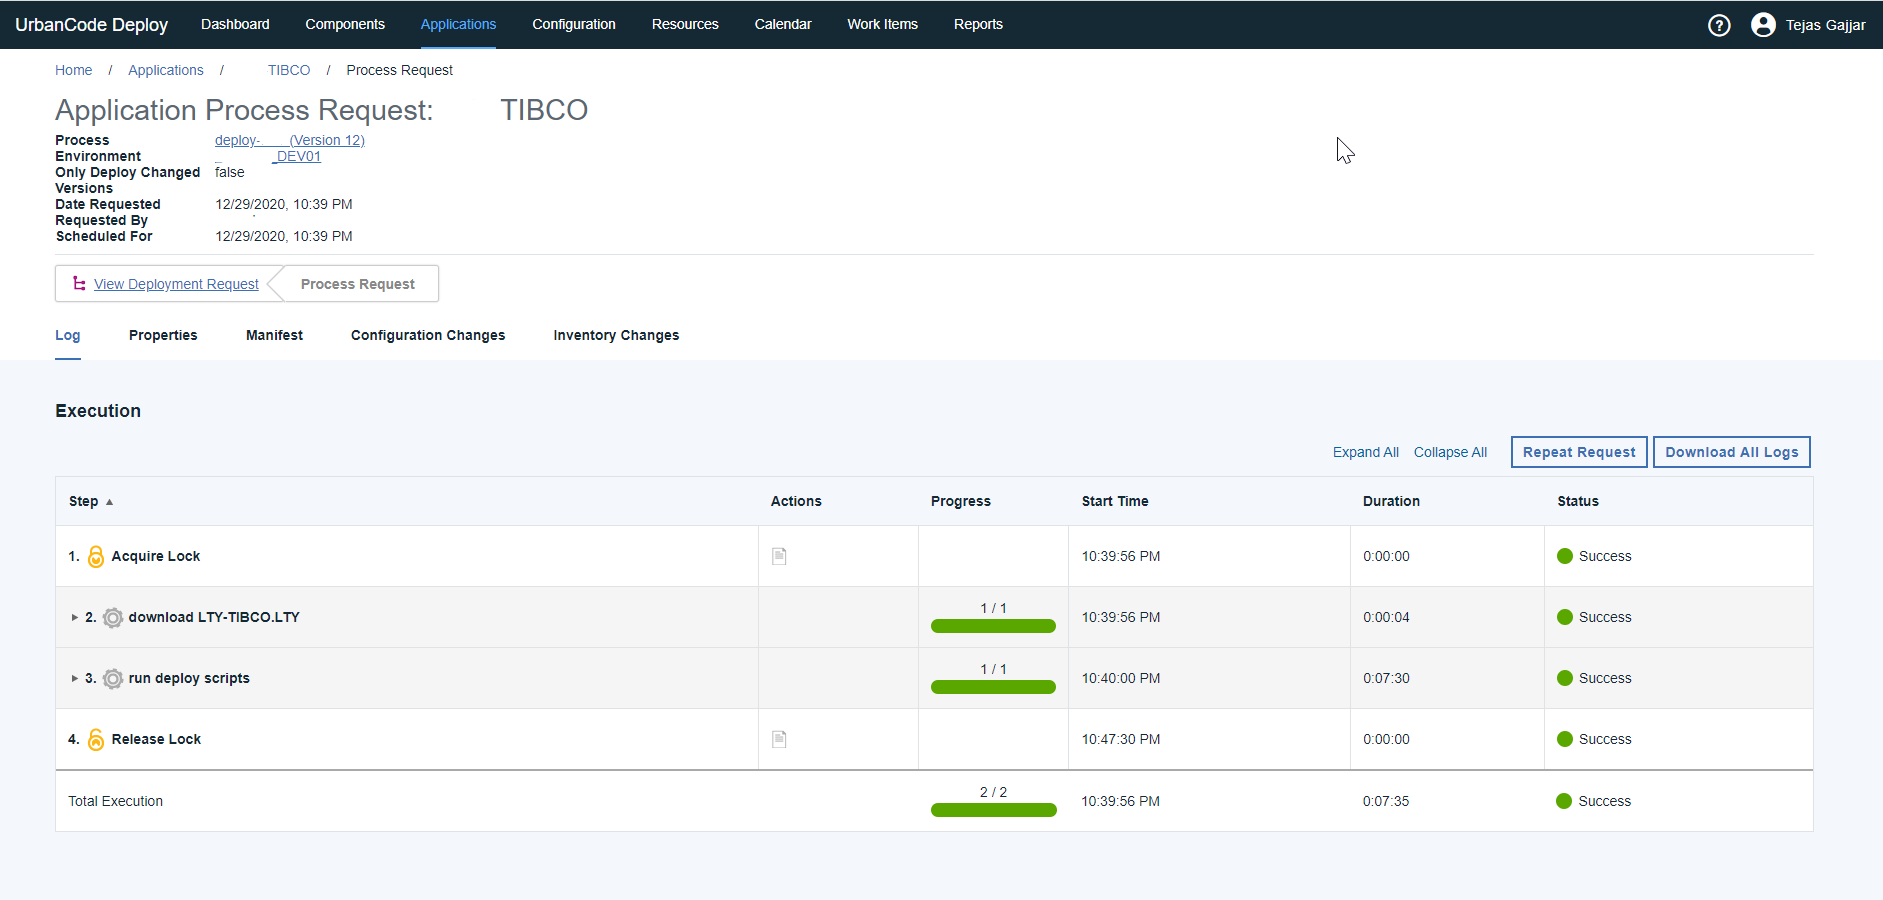 UrbanCode Deploy Dashboard Components Applications Configuration Resources Calendar Work Items Reports ? Tejas Gajjar
Home / Applications / TIBCO / Process Request
Application Process Request: TIBCO
Process deploy- (Version 12)
Environment _ _DEV01
Only Deploy Changed Versions false
Date Requested 12/29/2020, 10:39 PM
Requested By
Scheduled For 12/29/2020, 10:39 PM
View Deployment Request Process Request
Log Properties Manifest Configuration Changes Inventory Changes
Execution
Expand All Collapse All Repeat Request Download All Logs
Step Actions Progress Start Time Duration Status
1. Acquire Lock 10:39:56 PM 0:00:00 Success
2. download LTY-TIBCO.LTY 1 / 1 10:39:56 PM 0:00:04 Success
3. run deploy scripts 1 / 1 10:40:00 PM 0:07:30 Success
4. Release Lock 10:47:30 PM 0:00:00 Success
Total Execution 2 / 2 10:39:56 PM 0:07:35 Success